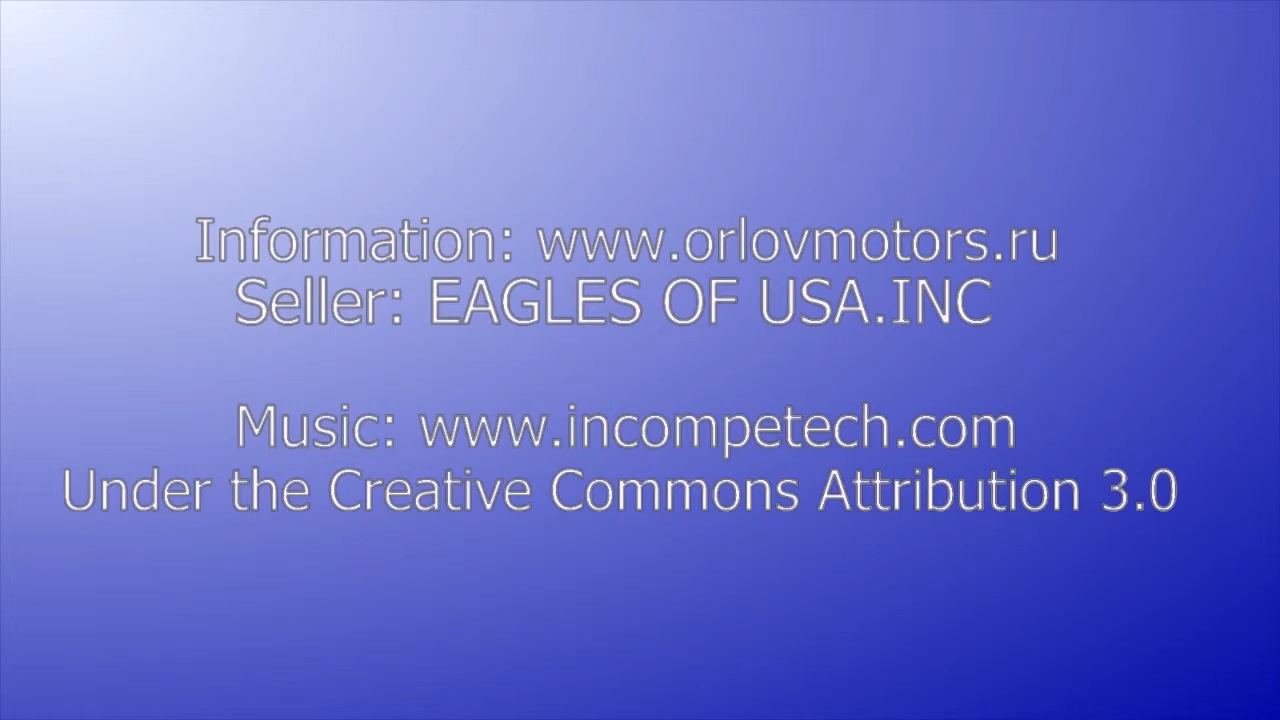 Information: www.orlovmotors.ru
Seller: EAGLES OF USA.INC
Music: www.incompetech.com
Under the Creative Commons Attribution 3.0